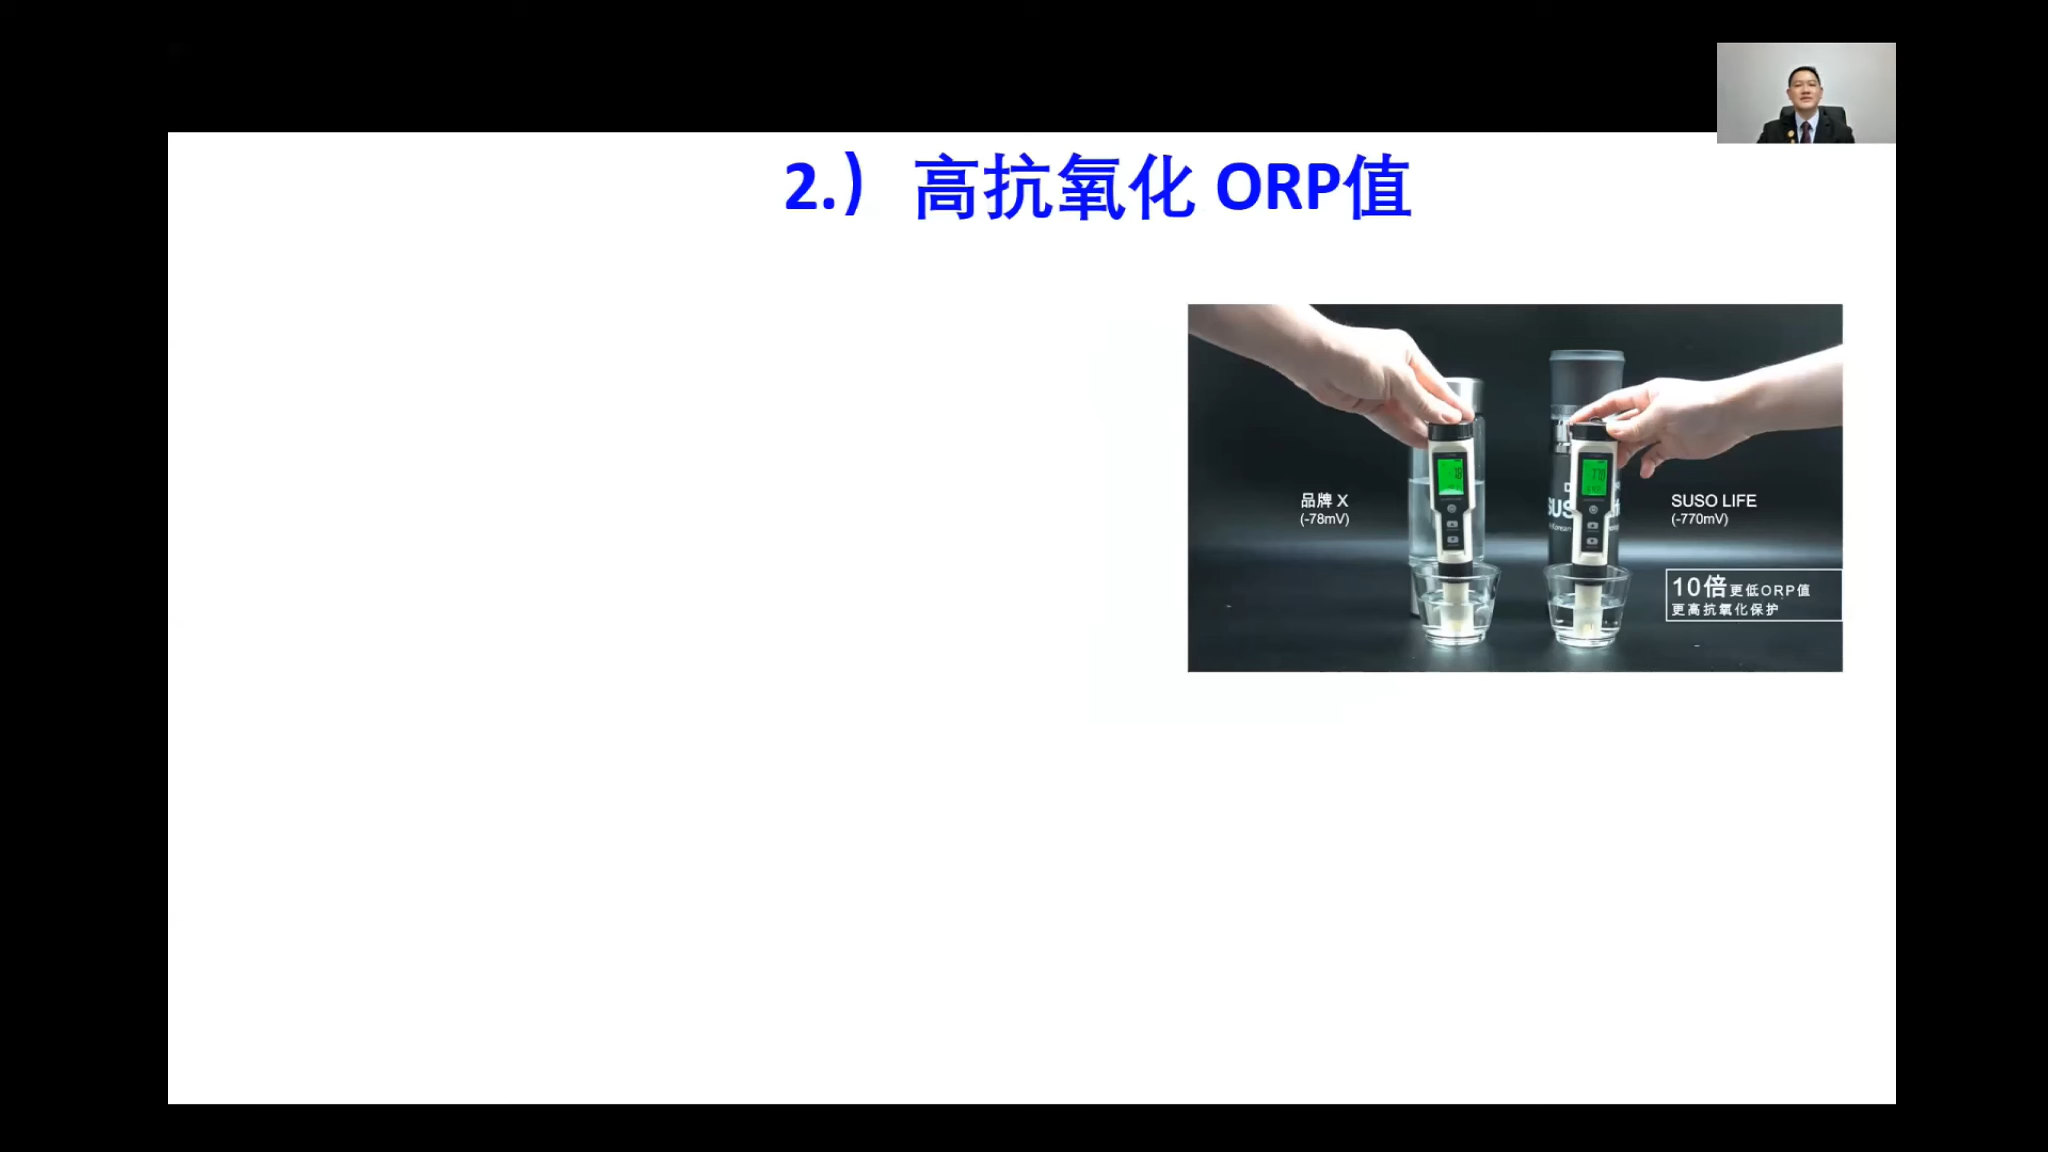 2.） 高抗氧化 ORP值
品牌 X
(-78mV)
SUSO LIFE
(-770mV)
10倍更低ORP值
更高抗氧化保护